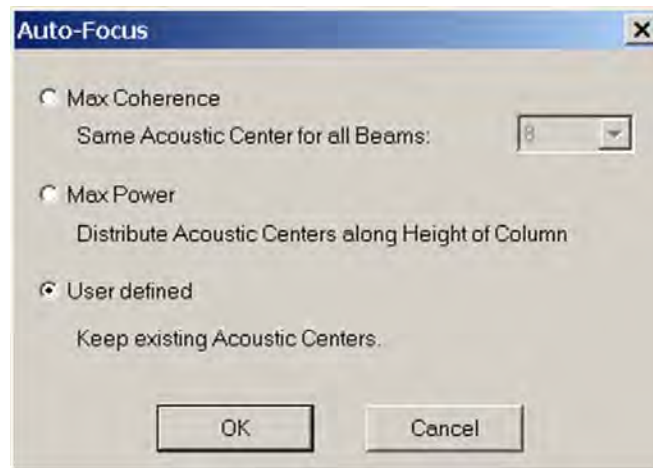 Auto-Focus
Max Coherence
Same Acoustic Center for all Beams: 8
Max Power
Distribute Acoustic Centers along Height of Column
User defined
Keep existing Acoustic Centers.
OK Cancel